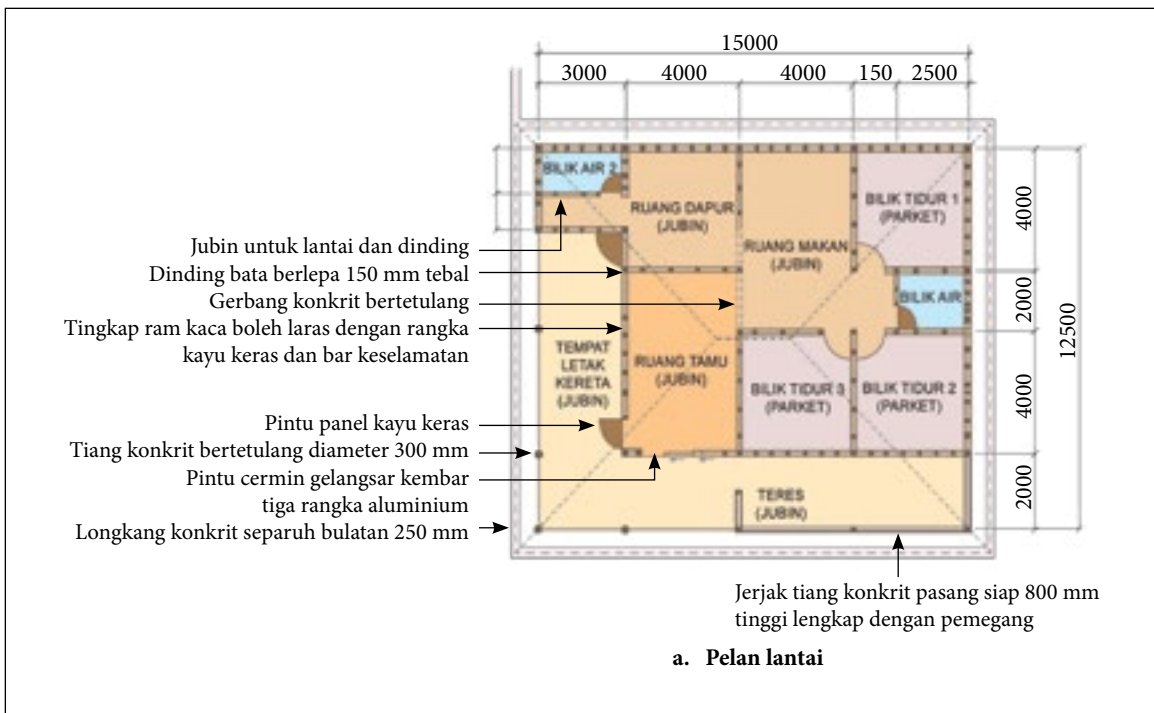 15000
3000 4000 4000 150 2500
BILIK AIR 2
RUANG DAPUR
(JUBIN)
RUANG MAKAN
(JUBIN)
BILIK TIDUR 1
(PARKET)
BILIK AIR
TEMPAT
LETAK
KERETA
(JUBIN)
RUANG TAMU
(JUBIN)
BILIK TIDUR 3
(PARKET)
BILIK TIDUR 2
(PARKET)
TERES
(JUBIN)
4000
2000
4000
2000
12500
Jubin untuk lantai dan dinding
Dinding bata berlepa 150 mm tebal
Gerbang konkrit bertetulang
Tingkap ram kaca boleh laras dengan rangka
kayu keras dan bar keselamatan
Pintu panel kayu keras
Tiang konkrit bertetulang diameter 300 mm
Pintu cermin gelangsar kembar
tiga rangka aluminium
Longkang konkrit separuh bulatan 250 mm
Jerjak tiang konkrit pasang siap 800 mm
tinggi lengkap dengan pemegang
a. Pelan lantai